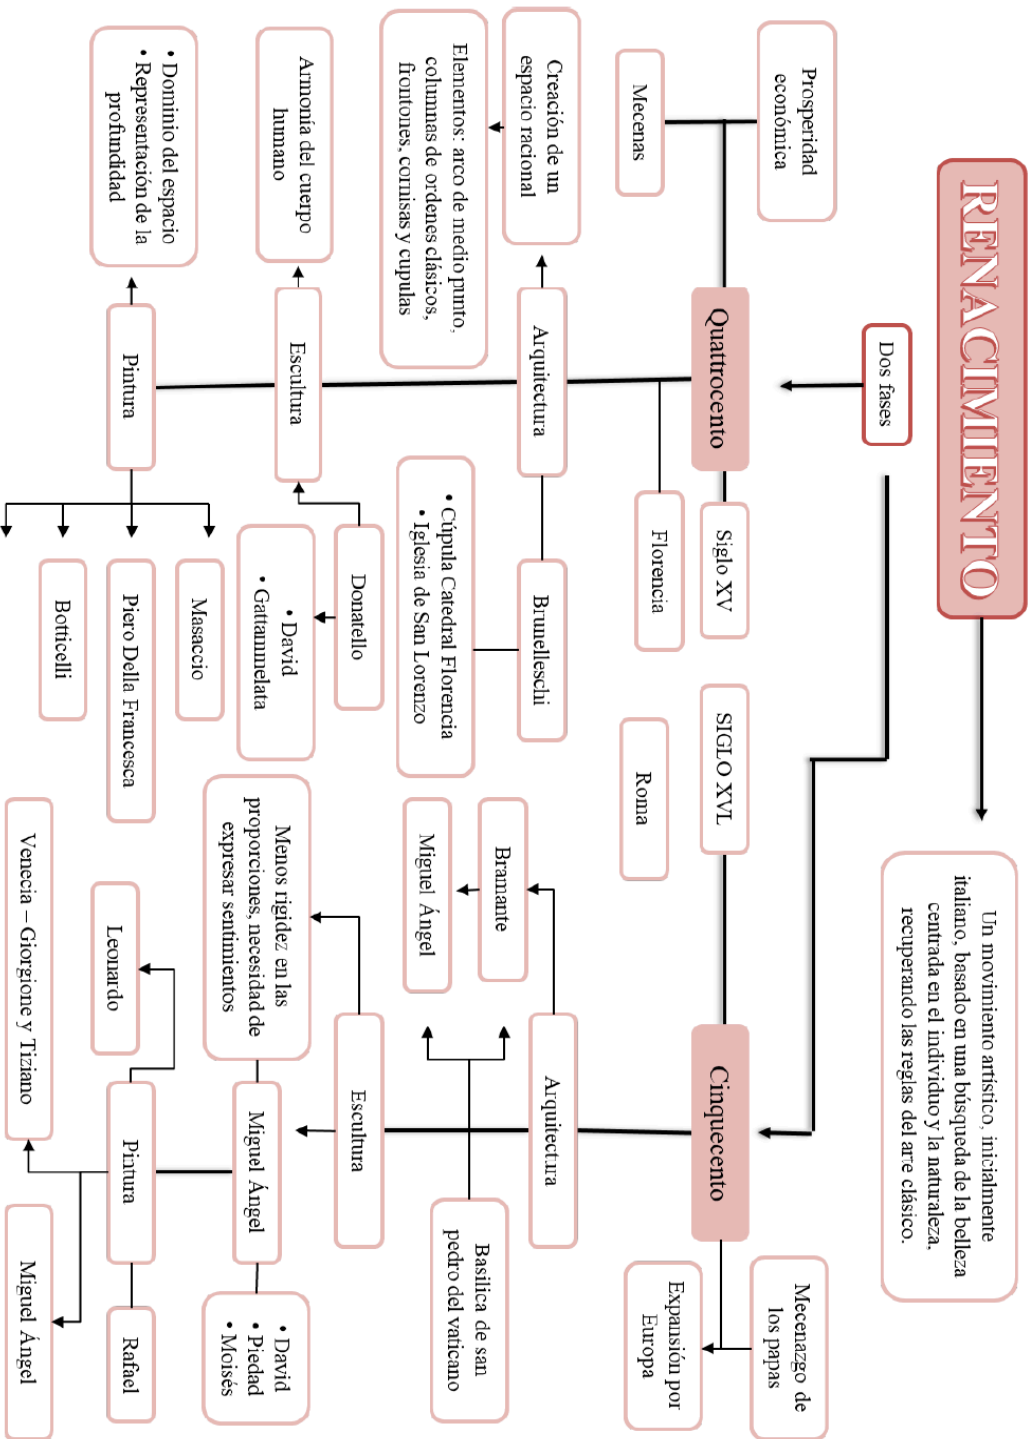 RENACIMIENTO
Un movimiento artístico, inicialmente
italiano, basado en una búsqueda de la belleza
centrada en el individuo y la naturaleza,
recuperando las reglas del arte clásico.
Dos fases
Prosperidad
económica
Mecenas
Quattrocento
Siglo XV
Florencia
SIGLO XVL
Roma
Cinquecento
Mecenazgo de
los papas
Expansión por
Europa
Creación de un
espacio racional
Elementos: arco de medio punto,
columnas de ordenes clásicos,
frontones, cornisas y cupulas
Arquitectura
Brunelleschi
• Cúpula Catedral Florencia
• Iglesia de San Lorenzo
Bramante
Miguel Ángel
Arquitectura
Basilica de san
pedro del vaticano
Armonía del cuerpo
humano
Escultura
Donatello
• David
• Gattammelata
Menos rigidez en las
proporciones, necesidad de
expresar sentimientos
Escultura
Miguel Ángel
• David
• Piedad
• Moisés
• Dominio del espacio
• Representación de la
profundidad
Pintura
Masaccio
Piero Della Francesca
Botticelli
Leonardo
Venecia – Giorgione y Tiziano
Pintura
Rafael
Miguel Ángel